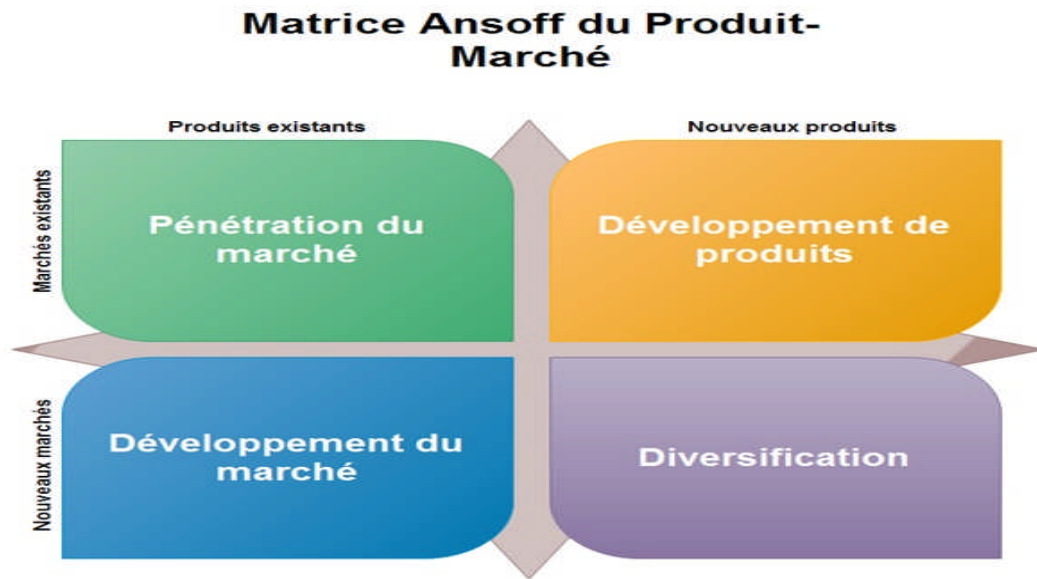 Matrice Ansoff du Produit-
Marché
Produits existants
Nouveaux produits
Marchés existants
Pénétration du
marché
Développement de
produits
Nouveaux marchés
Développement du
marché
Diversification